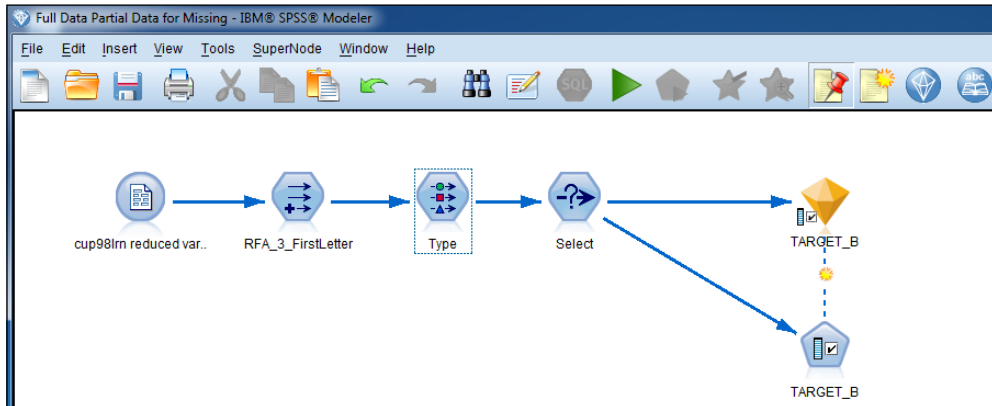 Full Data Partial Data for Missing - IBM® SPSS® Modeler
File Edit Insert View Tools SuperNode Window Help
SQL
abc
cup98lrn reduced var.. RFA_3_FirstLetter Type Select TARGET_B
TARGET_B